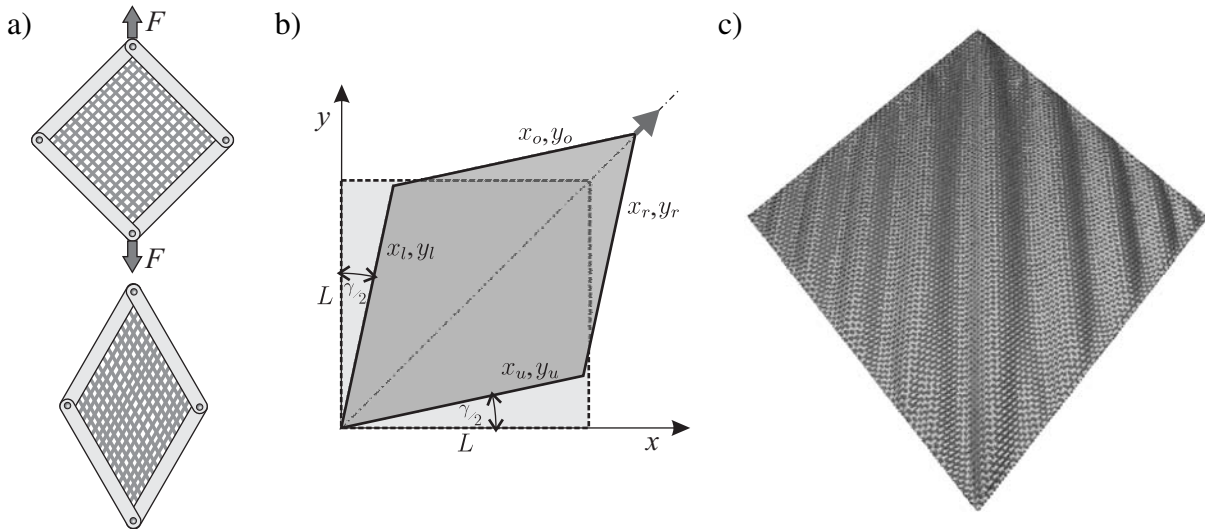 a)
F
F
b)
y
x_o, y_o
x_r, y_r
x_l, y_l
γ/2
L
x_u, y_u
γ/2
L
x
c)